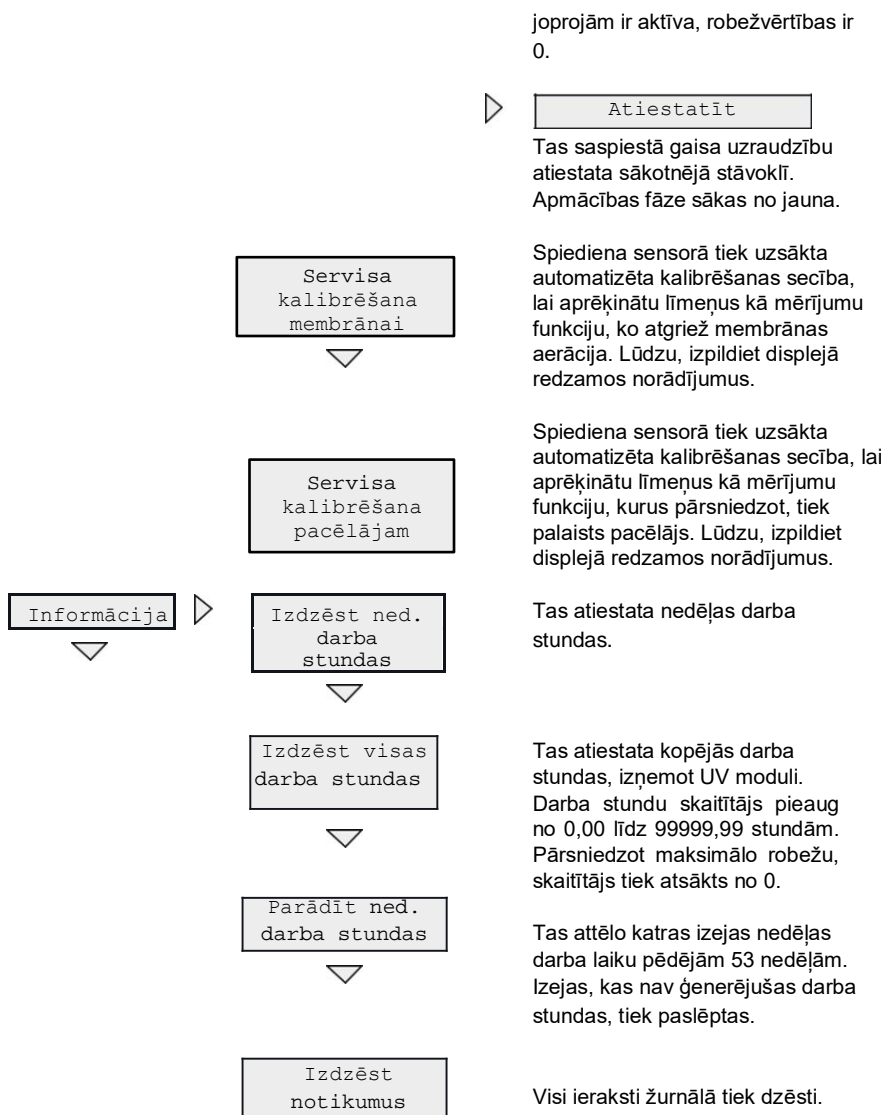 joprojām ir aktīva, robežvērtības ir
0.
Atiestatīt
Tas saspiestā gaisa uzraudzību
atiestata sākotnējā stāvoklī.
Apmācības fāze sākas no jauna.
Servisa
kalibrēšana
membrānai
Spiediena sensorā tiek uzsākta
automatizēta kalibrēšanas secība,
lai aprēķinātu līmeņus kā mērījumu
funkciju, ko atgriež membrānas
aerācija. Lūdzu, izpildiet displejā
redzamos norādījumus.
Servisa
kalibrēšana
pacēlājam
Spiediena sensorā tiek uzsākta
automatizēta kalibrēšanas secība, lai
aprēķinātu līmeņus kā mērījumu
funkciju, kurus pārsniedzot, tiek
palaists pacēlājs. Lūdzu, izpildiet
displejā redzamos norādījumus.
Informācija
Izdzēst ned.
darba
stundas
Tas atiestata nedēļas darba
stundas.
Izdzēst visas
darba stundas
Tas atiestata kopējās darba
stundas, izņemot UV moduli.
Darba stundu skaitītājs pieaug
no 0,00 līdz 99999,99 stundām.
Pārsniedzot maksimālo robežu,
skaitītājs tiek atsākts no 0.
Parādīt ned.
darba stundas
Tas attēlo katras izejas nedēļas
darba laiku pēdējām 53 nedēļām.
Izejas, kas nav ģenerējušas darba
stundas, tiek paslēptas.
Izdzēst
notikumus
Visi ieraksti žurnālā tiek dzēsti.